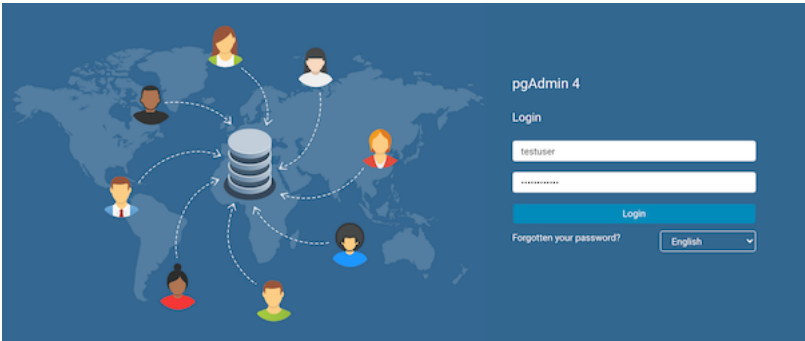 pgAdmin 4
Login
testuser
••••••••••••
Login
Forgotten your password?
English